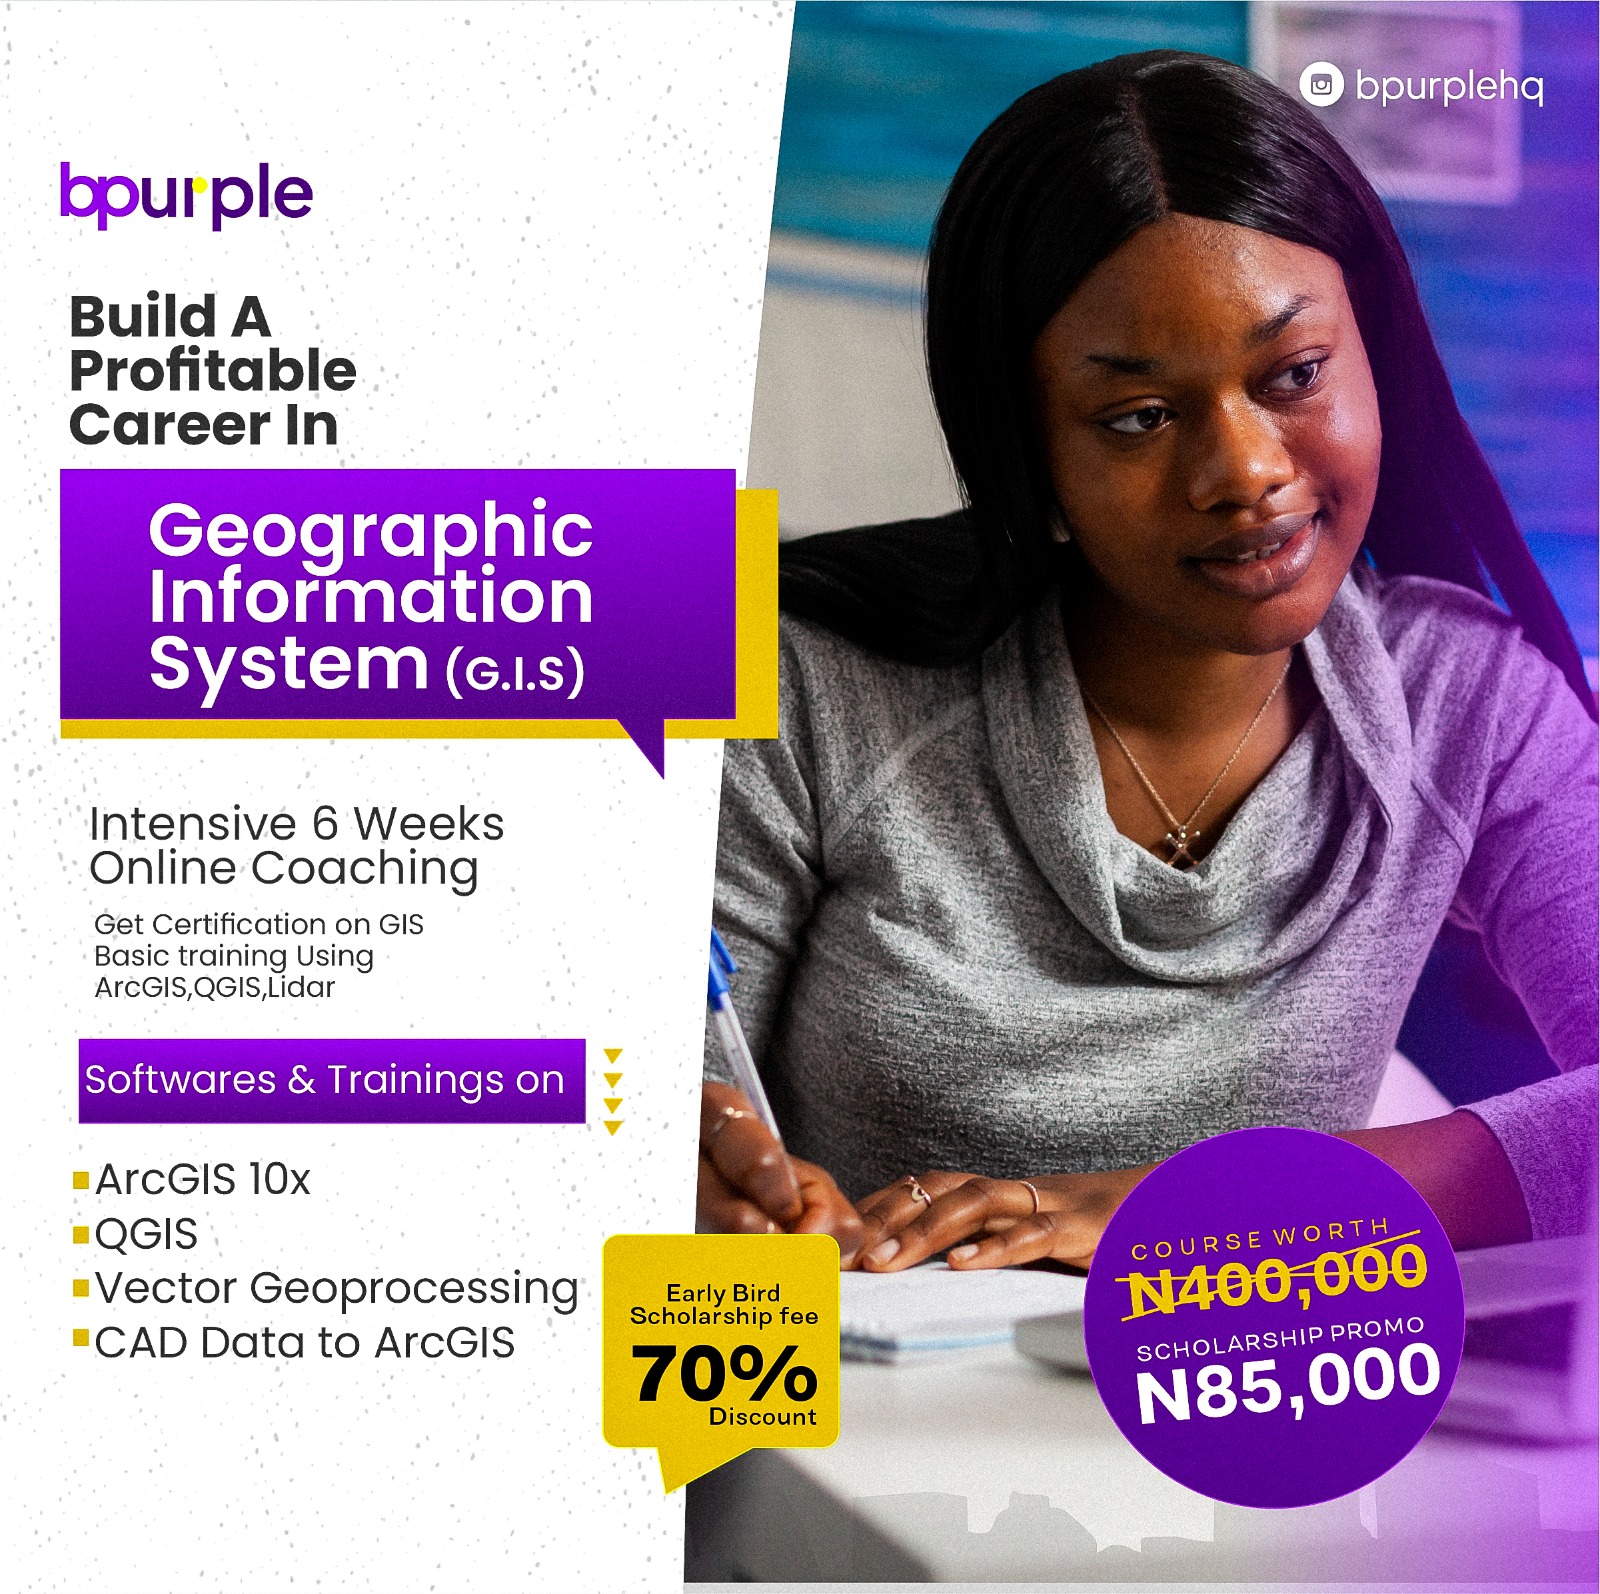 bpurplehq
bpurple
Build A
Profitable
Career In
Geographic
Information
System (G.I.S)
Intensive 6 Weeks
Online Coaching
Get Certification on GIS
Basic training Using
ArcGIS,QGIS,Lidar
Softwares & Trainings on
ArcGIS 10x
QGIS
Vector Geoprocessing
CAD Data to ArcGIS
Early Bird
Scholarship fee
70%
Discount
COURSE WORTH
N400,000
SCHOLARSHIP PROMO
N85,000